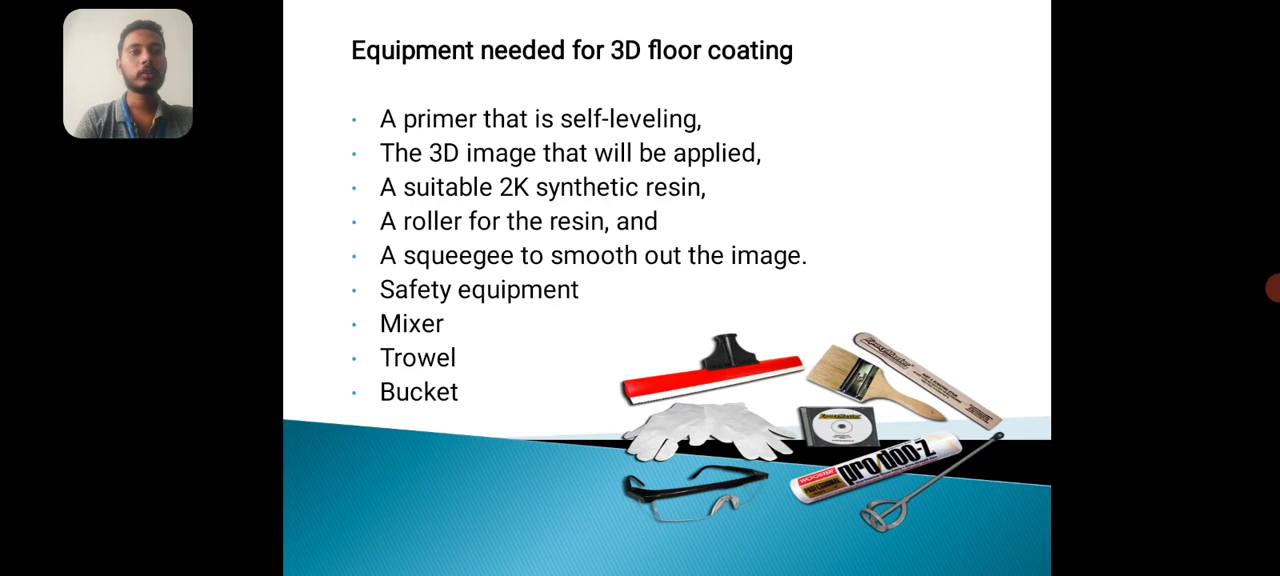 Equipment needed for 3D floor coating
A primer that is self-leveling,
The 3D image that will be applied,
A suitable 2K synthetic resin,
A roller for the resin, and
A squeegee to smooth out the image.
Safety equipment
Mixer
Trowel
Bucket
WOOSTER
pro/doo-z